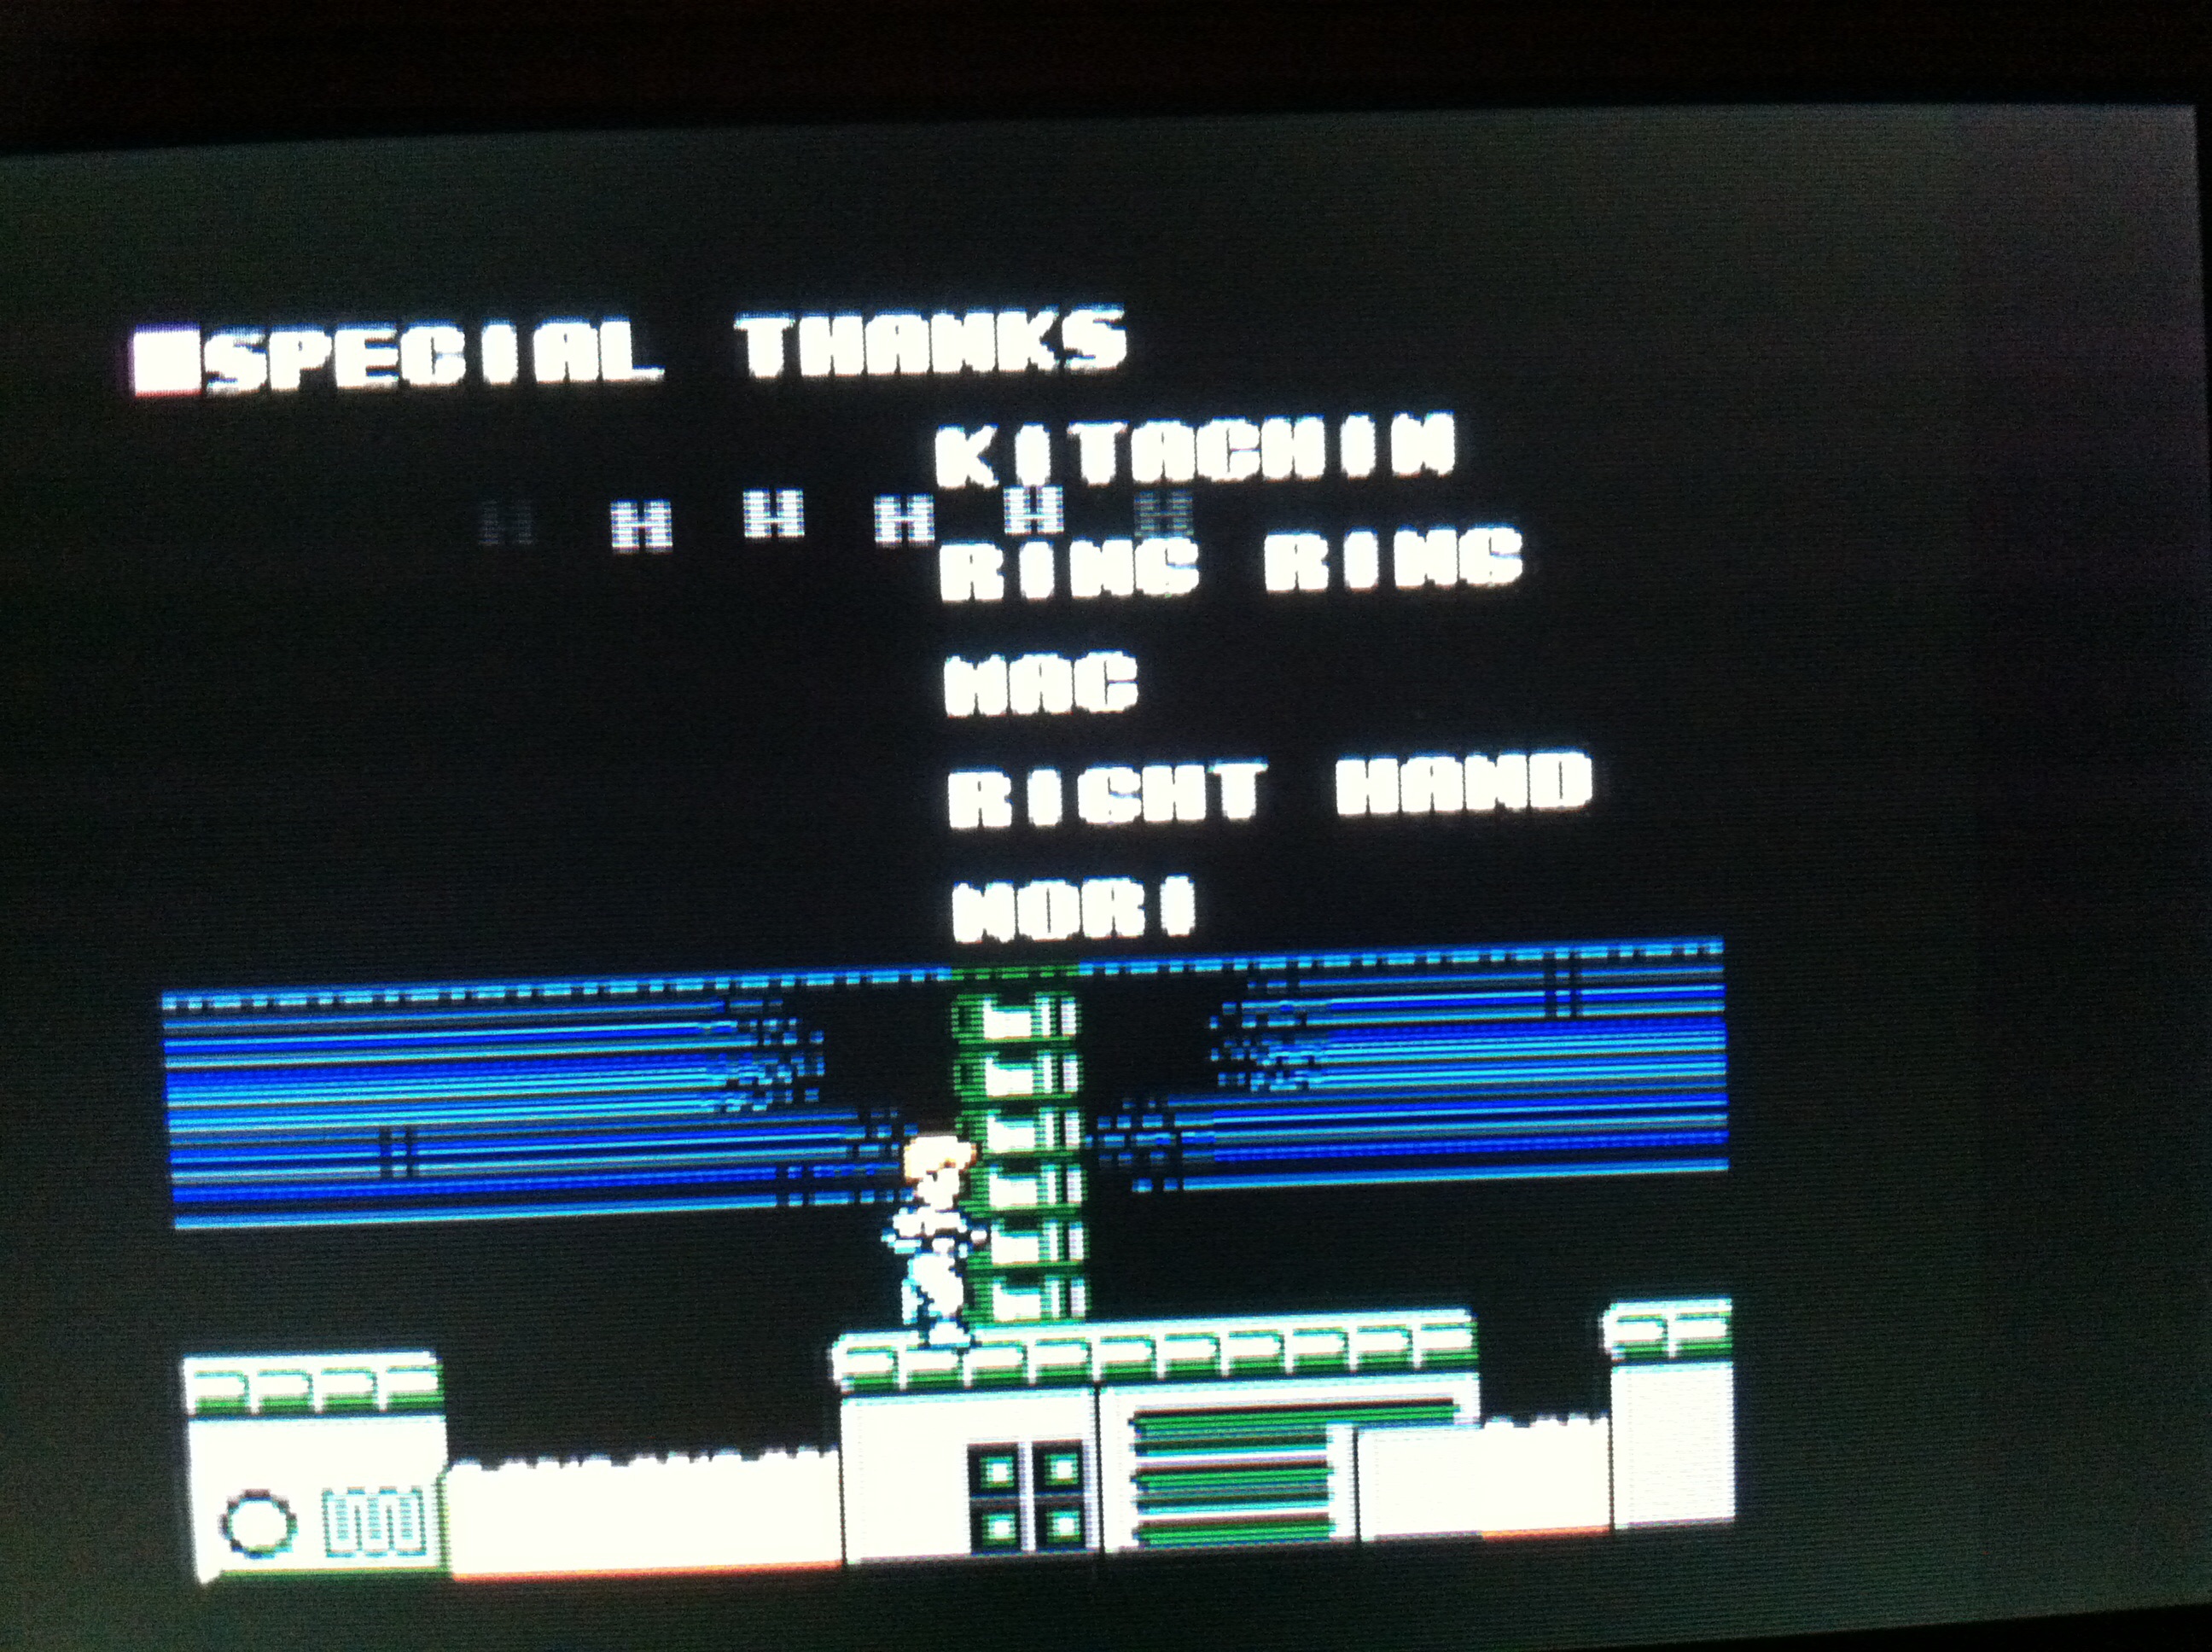 SPECIAL THANKS
KITACHIN
H H H H H H
RING RING
MAC
RIGHT HAND
MORI